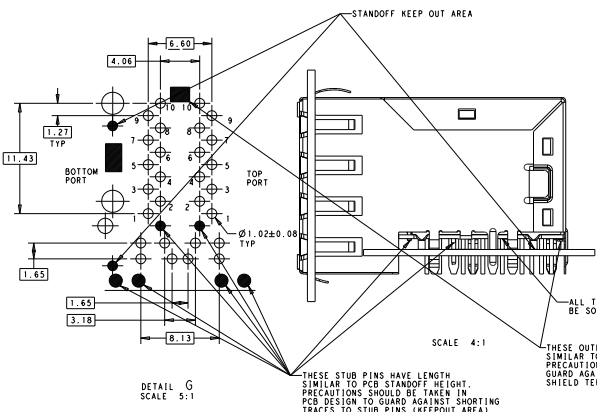 STANDOFF KEEP OUT AREA
6.60
4.06
10 10
9 9
8 8
1.27
TYP
7 7
6 6
11.43
BOTTOM
PORT
TOP
PORT
5 5
4 4
3 3
2 2
1 1
Ø1.02±0.08
TYP
1.65
1.65
3.18
8.13
ALL T
BE SO
SCALE 4:1
THESE OUT
SIMILAR TO
PRECAUTION
GUARD AGA
SHIELD TE
THESE STUB PINS HAVE LENGTH
SIMILAR TO PCB STANDOFF HEIGHT.
PRECAUTIONS SHOULD BE TAKEN IN
PCB DESIGN TO GUARD AGAINST SHORTING
TRACES TO STUB PINS (KEEPOUT AREA)
DETAIL G
SCALE 5:1